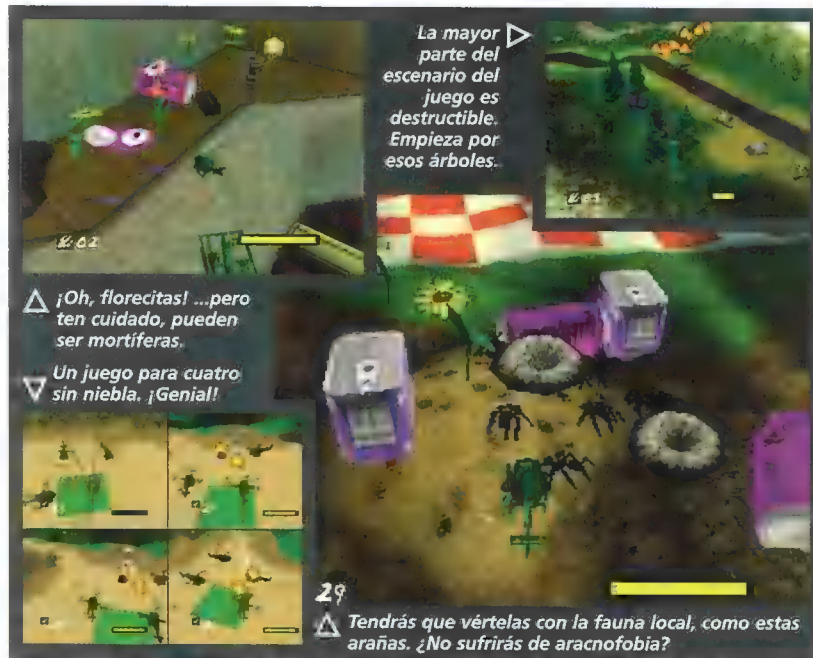 La mayor
parte del
escenario del
juego es
destructible.
Empieza por
esos árboles.
¡Oh, florecitas! ...pero
ten cuidado, pueden
ser mortíferas.
Un juego para cuatro
sin niebla. ¡Genial!
Tendrás que vértelas con la fauna local, como estas
arañas. ¿No sufrirás de aracnofobia?